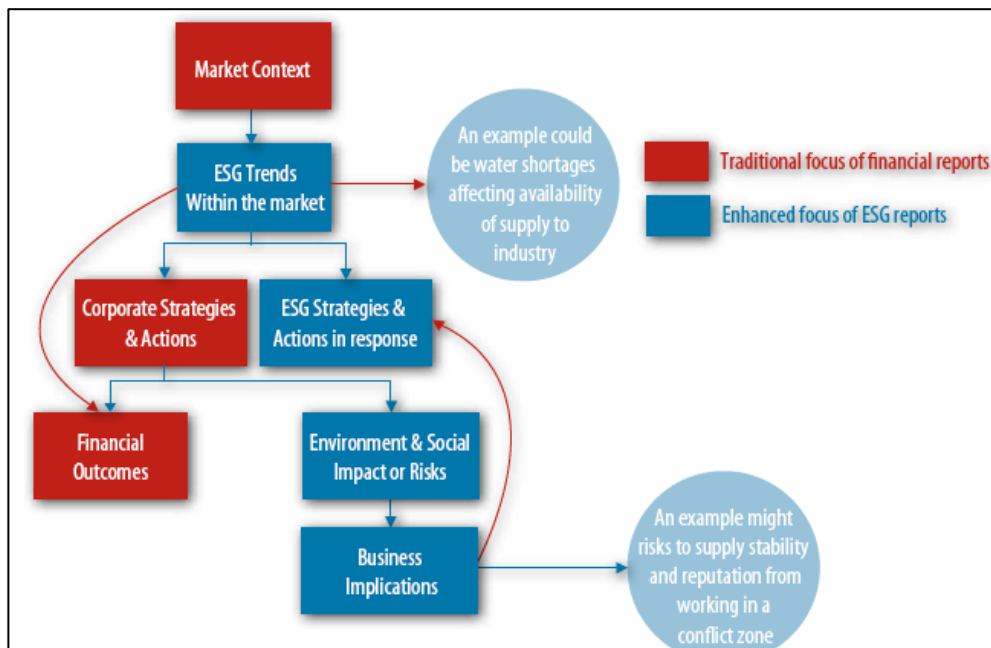 Market Context
ESG Trends
Within the market
An example could
be water shortages
affecting availability
of supply to
industry
Traditional focus of financial reports
Enhanced focus of ESG reports
Corporate Strategies
& Actions
ESG Strategies &
Actions in response
Financial
Outcomes
Environment & Social
Impact or Risks
Business
Implications
An example might
risks to supply stability
and reputation from
working in a
conflict zone